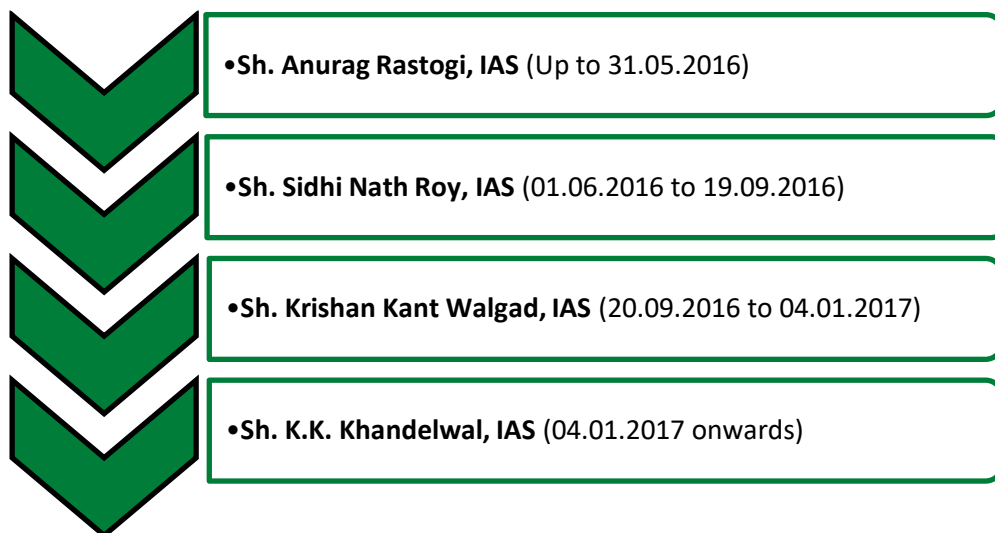 •Sh. Anurag Rastogi, IAS (Up to 31.05.2016)
•Sh. Sidhi Nath Roy, IAS (01.06.2016 to 19.09.2016)
•Sh. Krishan Kant Walgad, IAS (20.09.2016 to 04.01.2017)
•Sh. K.K. Khandelwal, IAS (04.01.2017 onwards)